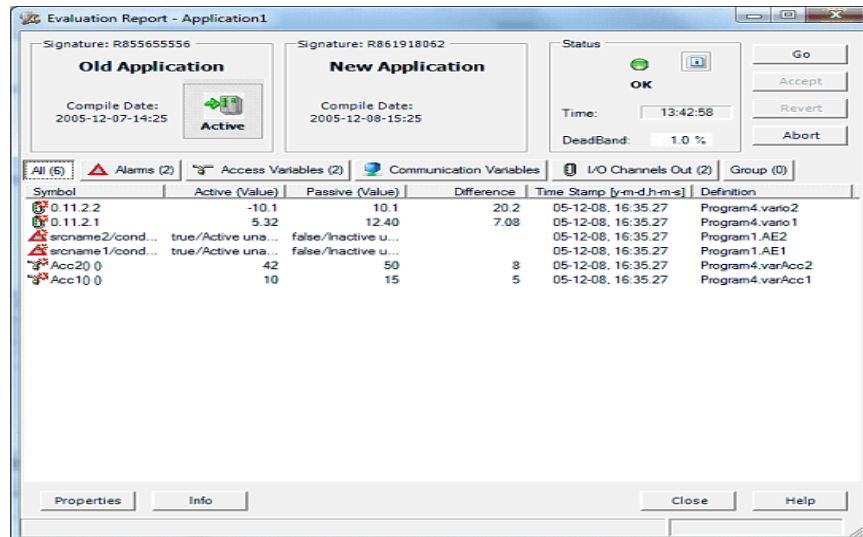 Evaluation Report - Application1
Signature: R855655556
Old Application
Compile Date:
2005-12-07-14:25
Active
Signature: R861918062
New Application
Compile Date:
2005-12-08-15:25
Status
OK
Time: 13:42:58
DeadBand: 1.0 %
Go
Accept
Revert
Abort
All (6) Alarms (2) Access Variables (2) Communication Variables I/O Channels Out (2) Group (0)
Symbol Active (Value) Passive (Value) Difference Time Stamp [y-m-d,h-m-s] Definition
0.11.2.2 -10.1 10.1 20.2 05-12-08, 16:35.27 Program4.vario2
0.11.2.1 5.32 12.40 7.08 05-12-08, 16:35.27 Program4.vario1
srcname2/cond... true/Active una... false/Inactive u... 05-12-08, 16:35.27 Program1.AE2
srcname1/cond... true/Active una... false/Inactive u... 05-12-08, 16:35.27 Program1.AE1
Acc2() () 42 50 8 05-12-08, 16:35.27 Program4.varAcc2
Acc1() () 10 15 5 05-12-08, 16:35.27 Program4.varAcc1
Properties Info Close Help